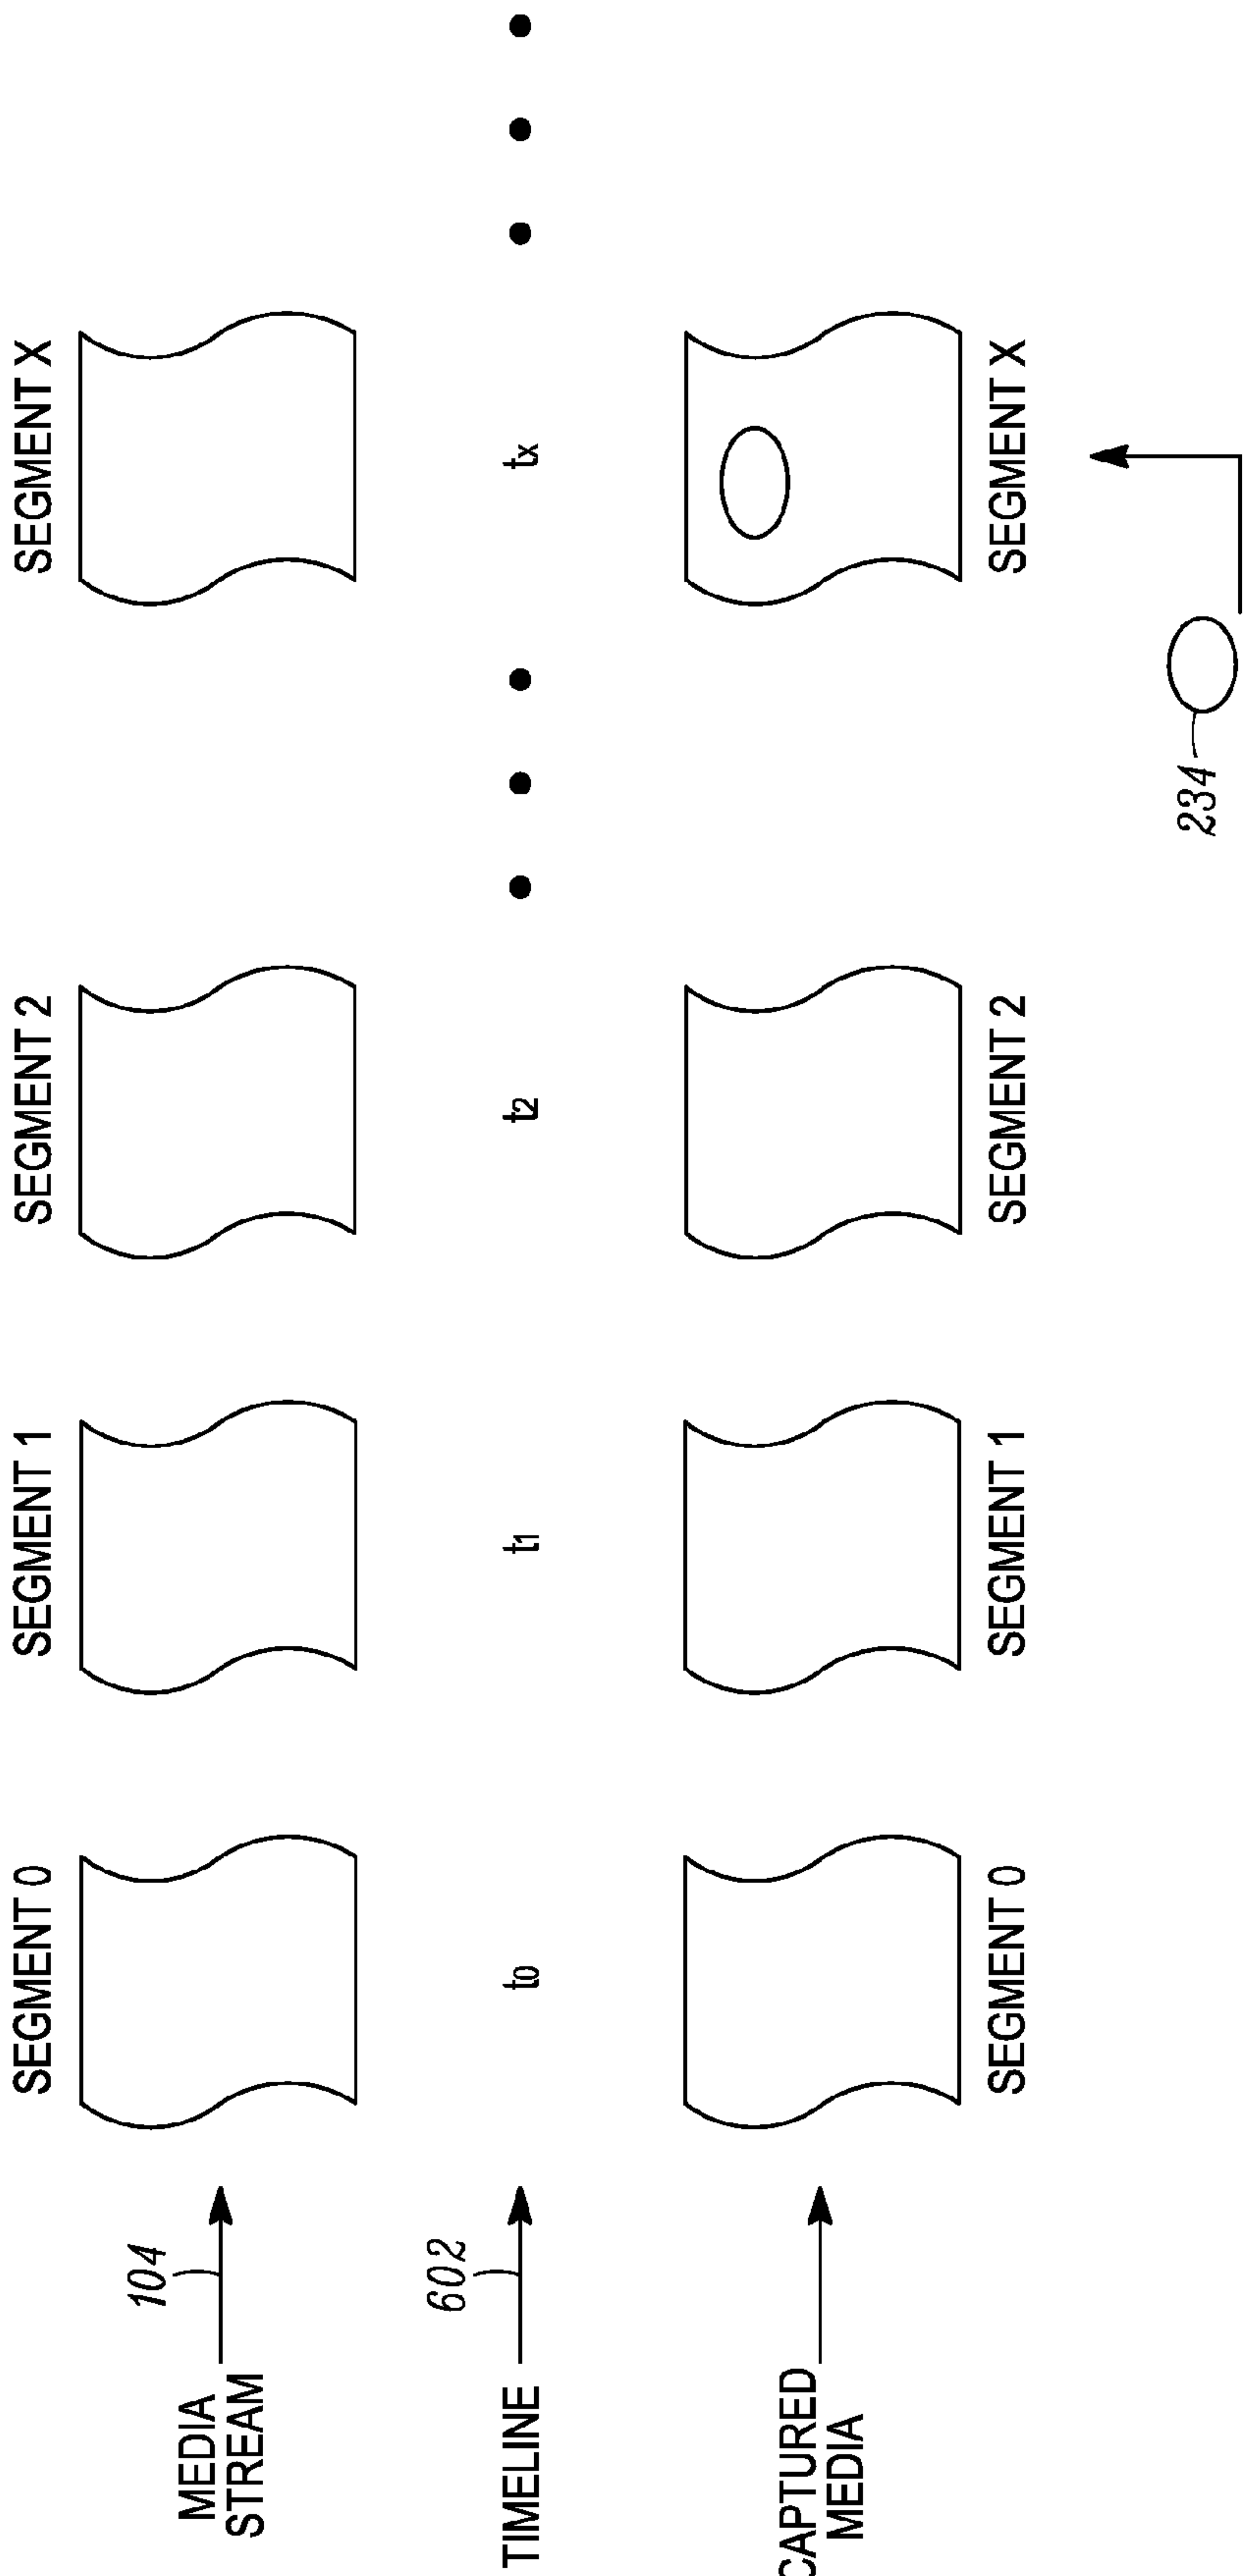 SEGMENT 0
SEGMENT 1
SEGMENT 2
SEGMENT X
MEDIA
STREAM
104
TIMELINE
602
t0
t1
t2
tx
CAPTURED
MEDIA
SEGMENT 0
SEGMENT 1
SEGMENT 2
SEGMENT X
234